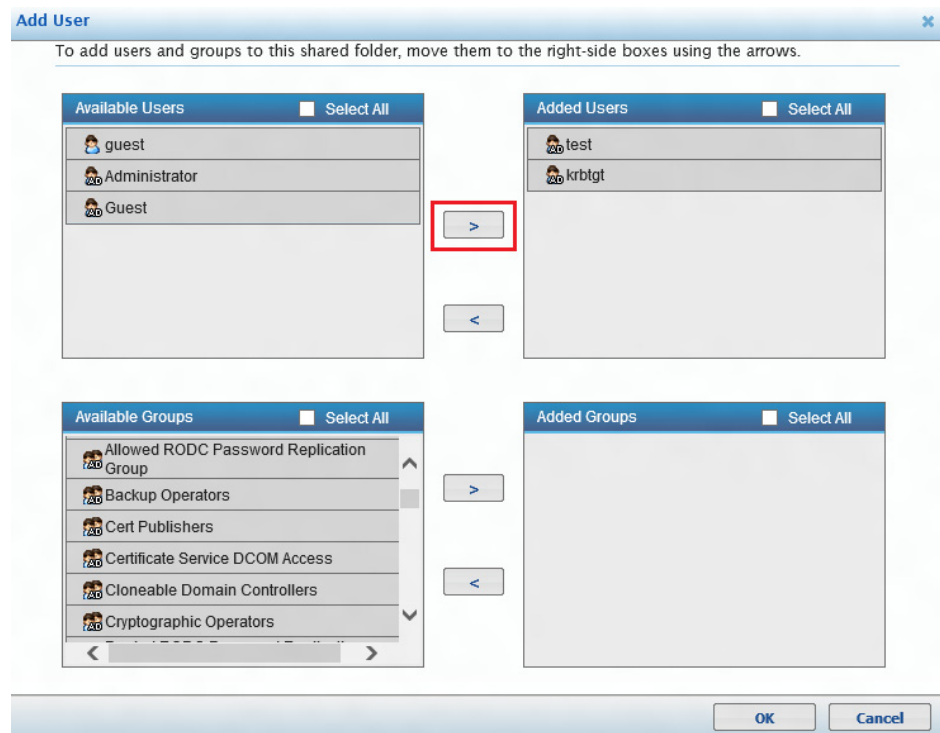 Add User
To add users and groups to this shared folder, move them to the right-side boxes using the arrows.
Available Users
Select All
guest
Administrator
Guest
>
<
Added Users
Select All
test
krbtgt
Available Groups
Select All
Allowed RODC Password Replication
Group
Backup Operators
Cert Publishers
Certificate Service DCOM Access
Cloneable Domain Controllers
Cryptographic Operators
>
<
Added Groups
Select All
OK
Cancel